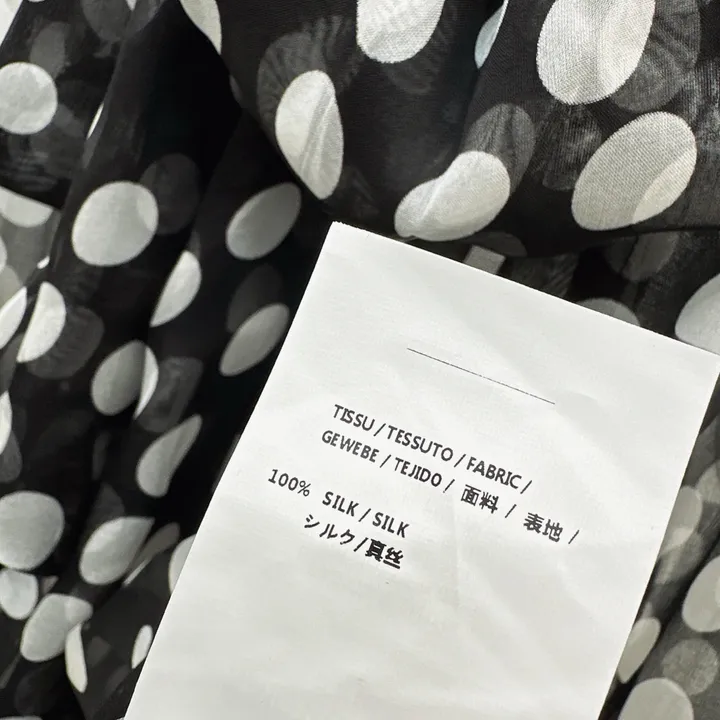 TISSU / TESSUTO / FABRIC /
GEWEBE / TEJIDO / 面料 / 表地 /
100% SILK / SILK
シルク/真丝